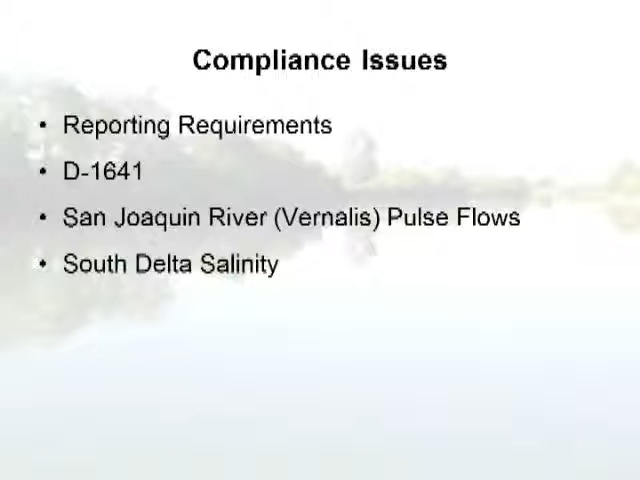 Compliance Issues
• Reporting Requirements
• D-1641
• San Joaquin River (Vernalis) Pulse Flows
• South Delta Salinity